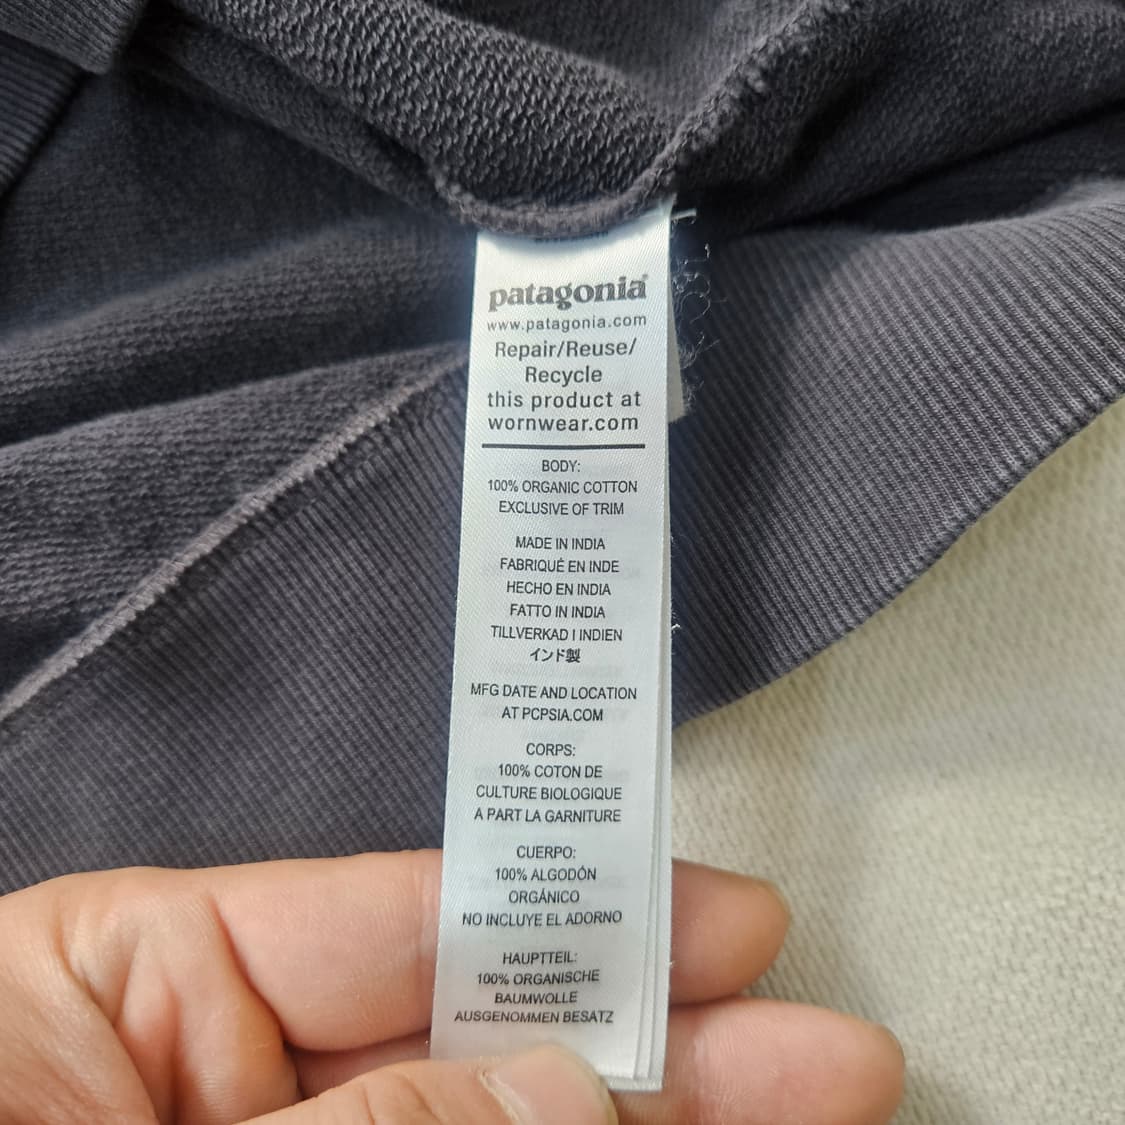 patagonia®
www.patagonia.com
Repair/Reuse/
Recycle
this product at
wornwear.com
BODY:
100% ORGANIC COTTON
EXCLUSIVE OF TRIM
MADE IN INDIA
FABRIQUÉ EN INDE
HECHO EN INDIA
FATTO IN INDIA
TILLVERKAD I INDIEN
インド製
MFG DATE AND LOCATION
AT PCPSIA.COM
CORPS:
100% COTON DE
CULTURE BIOLOGIQUE
A PART LA GARNITURE
CUERPO:
100% ALGODÓN
ORGÁNICO
NO INCLUYE EL ADORNO
HAUPTTEIL:
100% ORGANISCHE
BAUMWOLLE
AUSGENOMMEN BESATZ